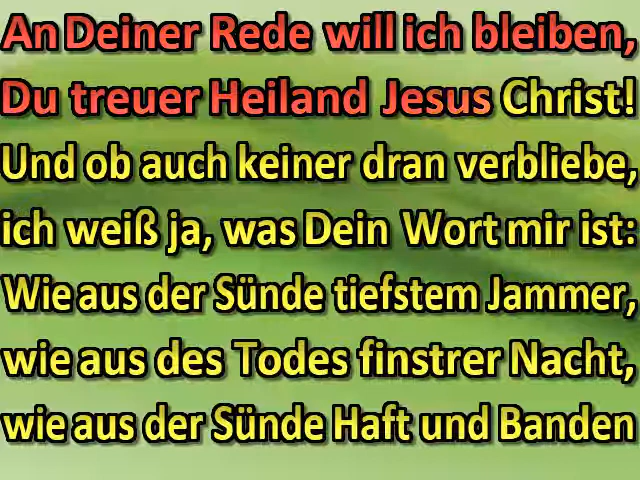 An Deiner Rede will ich bleiben,
Du treuer Heiland Jesus Christ!
Und ob auch keiner dran verbliebe,
ich weiß ja, was Dein Wort mir ist:
Wie aus der Sünde tiefstem Jammer,
wie aus des Todes finstrer Nacht,
wie aus der Sünde Haft und Banden